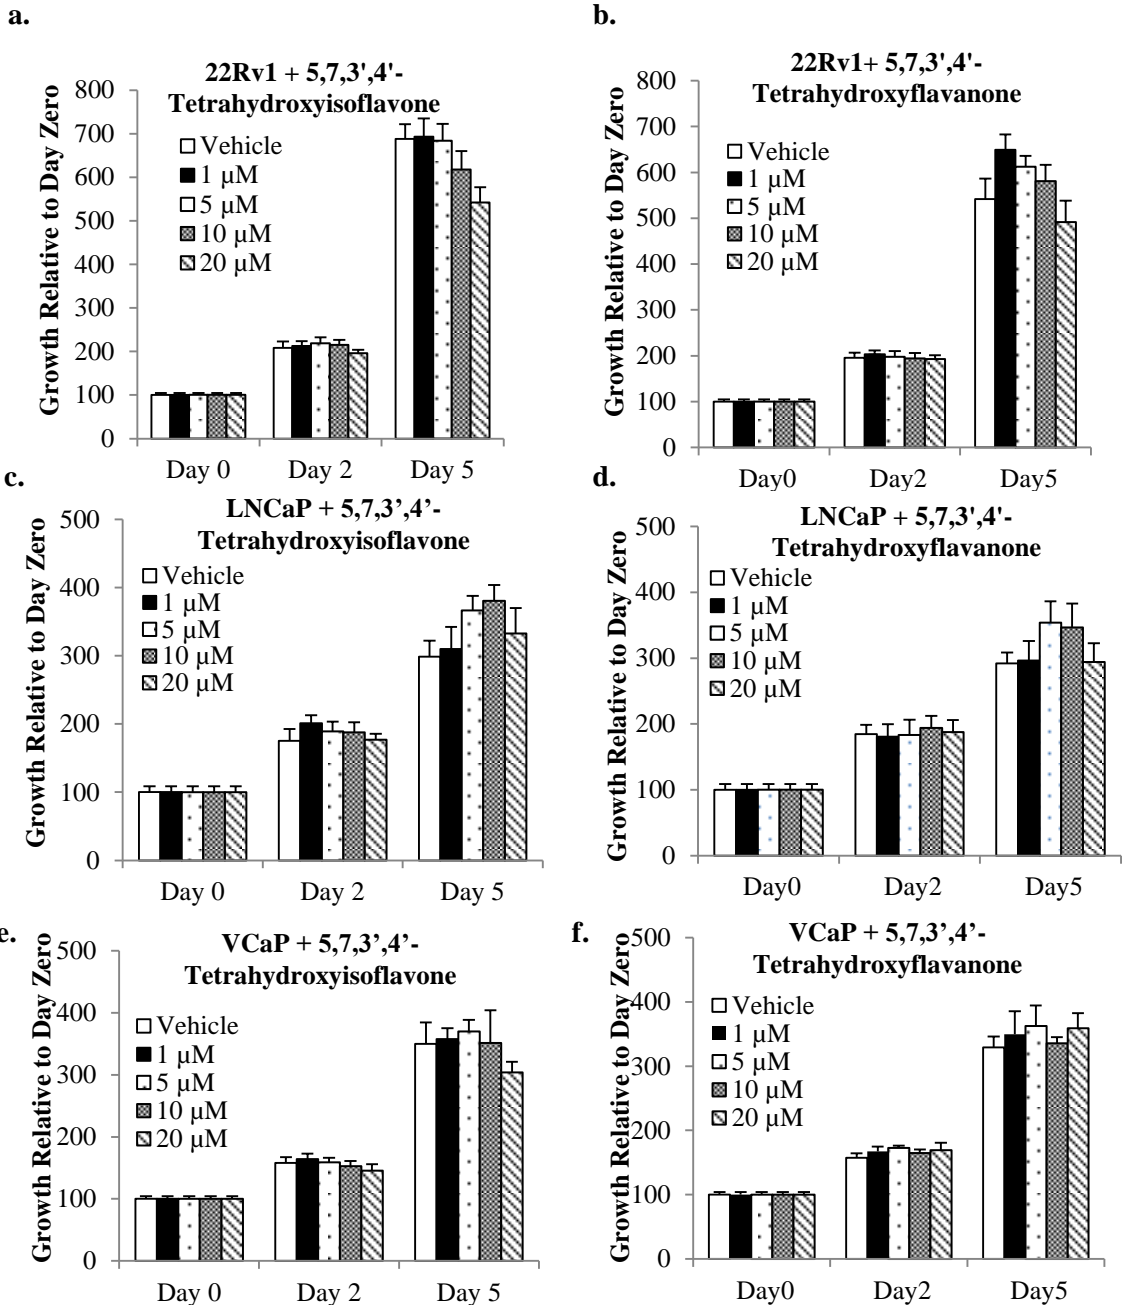 a.
22Rv1 + 5,7,3',4'-
Tetrahydroxyisoflavone
Growth Relative to Day Zero
800
700
600
500
400
300
200
100
0
Vehicle
1 µM
5 µM
10 µM
20 µM
Day 0 Day 2 Day 5
b.
22Rv1+ 5,7,3',4'-
Tetrahydroxyflavanone
Growth Relative to Day Zero
800
700
600
500
400
300
200
100
0
Vehicle
1 µM
5 µM
10 µM
20 µM
Day0 Day2 Day5
c.
LNCaP + 5,7,3’,4’-
Tetrahydroxyisoflavone
Growth Relative to Day Zero
500
400
300
200
100
0
Vehicle
1 µM
5 µM
10 µM
20 µM
Day 0 Day 2 Day 5
d.
LNCaP + 5,7,3',4'-
Tetrahydroxyflavanone
Growth Relative to Day Zero
500
400
300
200
100
0
Vehicle
1 µM
5 µM
10 µM
20 µM
Day0 Day2 Day5
e.
VCaP + 5,7,3’,4’-
Tetrahydroxyisoflavone
Growth Relative to Day Zero
500
400
300
200
100
0
Vehicle
1 µM
5 µM
10 µM
20 µM
Day 0 Day 2 Day 5
f.
VCaP + 5,7,3’,4’-
Tetrahydroxyflavanone
Growth Relative to Day Zero
500
400
300
200
100
0
Vehicle
1 µM
5 µM
10 µM
20 µM
Day0 Day2 Day5